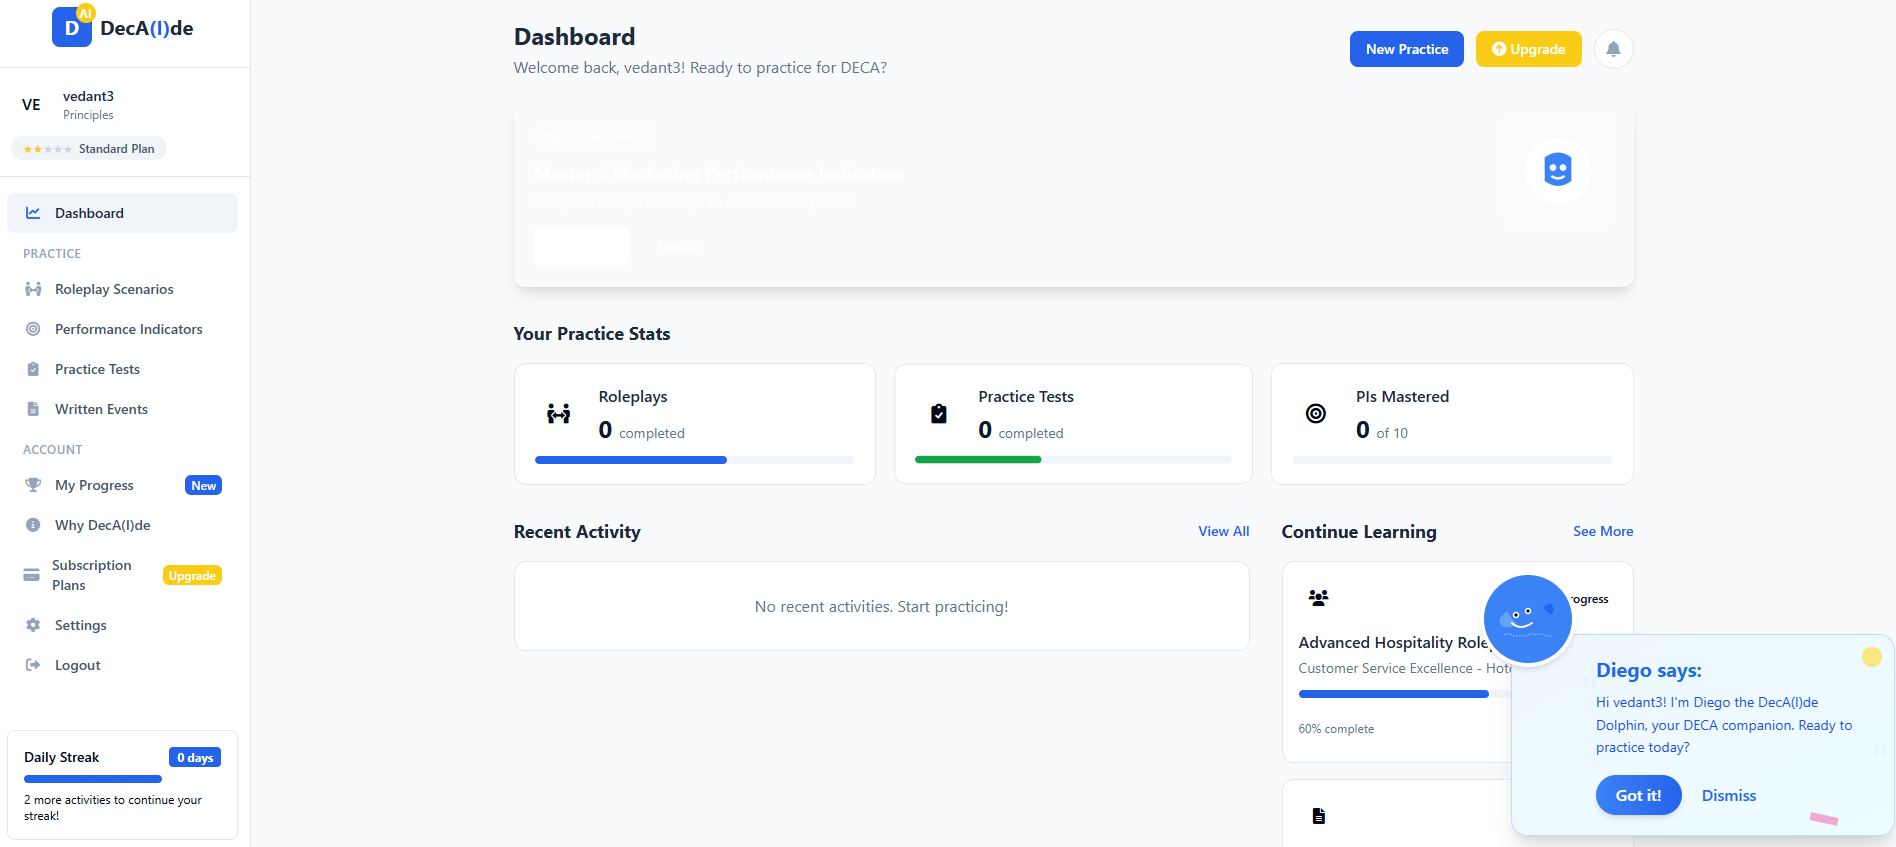 D
AI
DecA(I)de
VE
vedant3
Principles
Standard Plan
Dashboard
PRACTICE
Roleplay Scenarios
Performance Indicators
Practice Tests
Written Events
ACCOUNT
My Progress
New
Why DecA(I)de
Subscription
Plans
Upgrade
Settings
Logout
Daily Streak
0 days
2 more activities to continue your
streak!
Dashboard
Welcome back, vedant3! Ready to practice for DECA?
New Practice
Upgrade
DAILY CHALLENGE
Master 5 Marketing Performance Indicators
Complete today's challenge to earn 50 extra points!
Details
Your Practice Stats
Roleplays
0 completed
Practice Tests
0 completed
PIs Mastered
0 of 10
Recent Activity
View All
No recent activities. Start practicing!
Continue Learning
See More
rogress
Advanced Hospitality Role
Customer Service Excellence - Hot
60% complete
Diego says:
Hi vedant3! I'm Diego the DecA(I)de
Dolphin, your DECA companion. Ready to
practice today?
Got it!
Dismiss